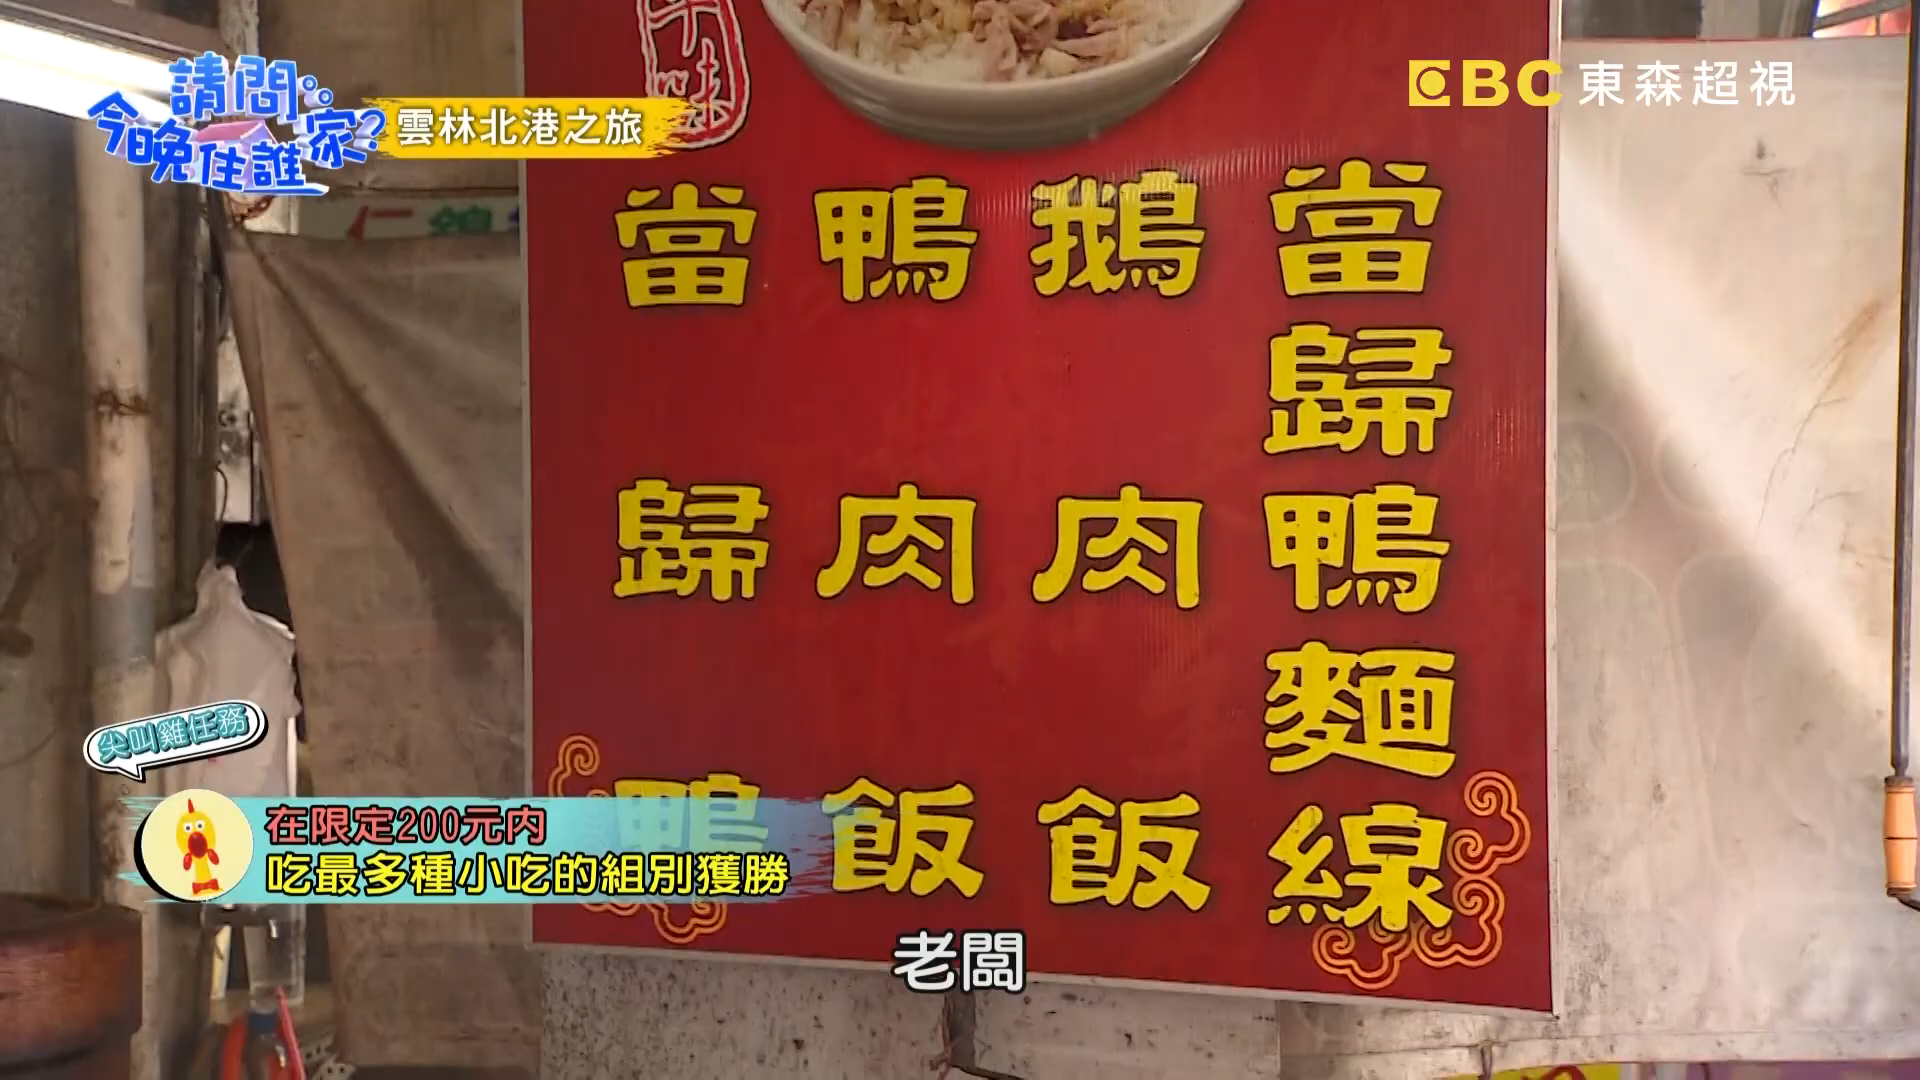 請問
今晚住誰家?
雲林北港之旅
EBC 東森超視
味
當歸鴨麵線
鵝肉飯
鴨肉飯
當歸鴨
尖叫雞任務
在限定200元內
吃最多種小吃的組別獲勝
老闆